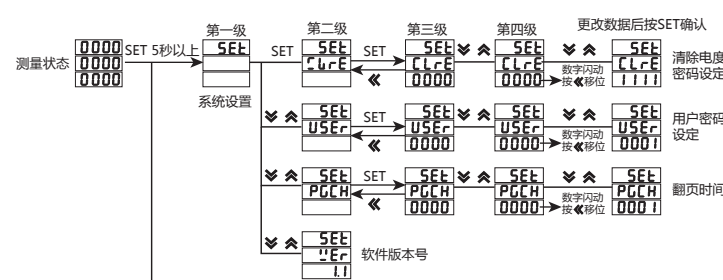 第一级 第二级 第三级 第四级 更改数据后按SET确认
测量状态
0000
0000
0000
SET 5秒以上
SEt
系统设置
SET
SEt
CLrE
SET
SEt
CLrE
0000
SEt
CLrE
0000
数字闪动
按《移位
SEt
CLrE
1111
清除电度
密码设定
SEt
USEr
SET
SEt
USEr
0000
SEt
USEr
0000
数字闪动
按《移位
SEt
USEr
0001
用户密码
设定
SEt
PGCH
SET
SEt
PGCH
0000
SEt
PGCH
0000
数字闪动
按《移位
SEt
PGCH
0001
翻页时间
SEt
VEr
1.1
软件版本号